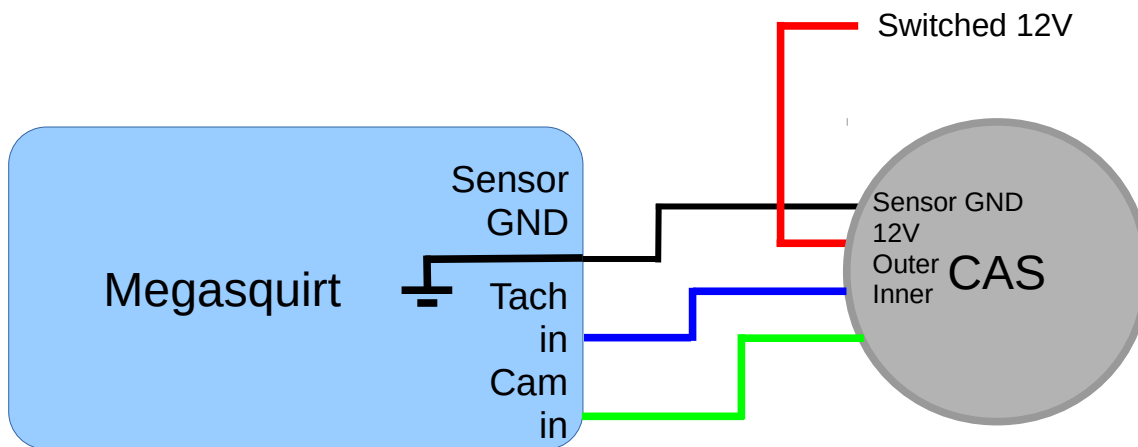 Switched 12V
Sensor
GND
Sensor GND
12V
Outer
Inner
CAS
Megasquirt
Tach
in
Cam
in